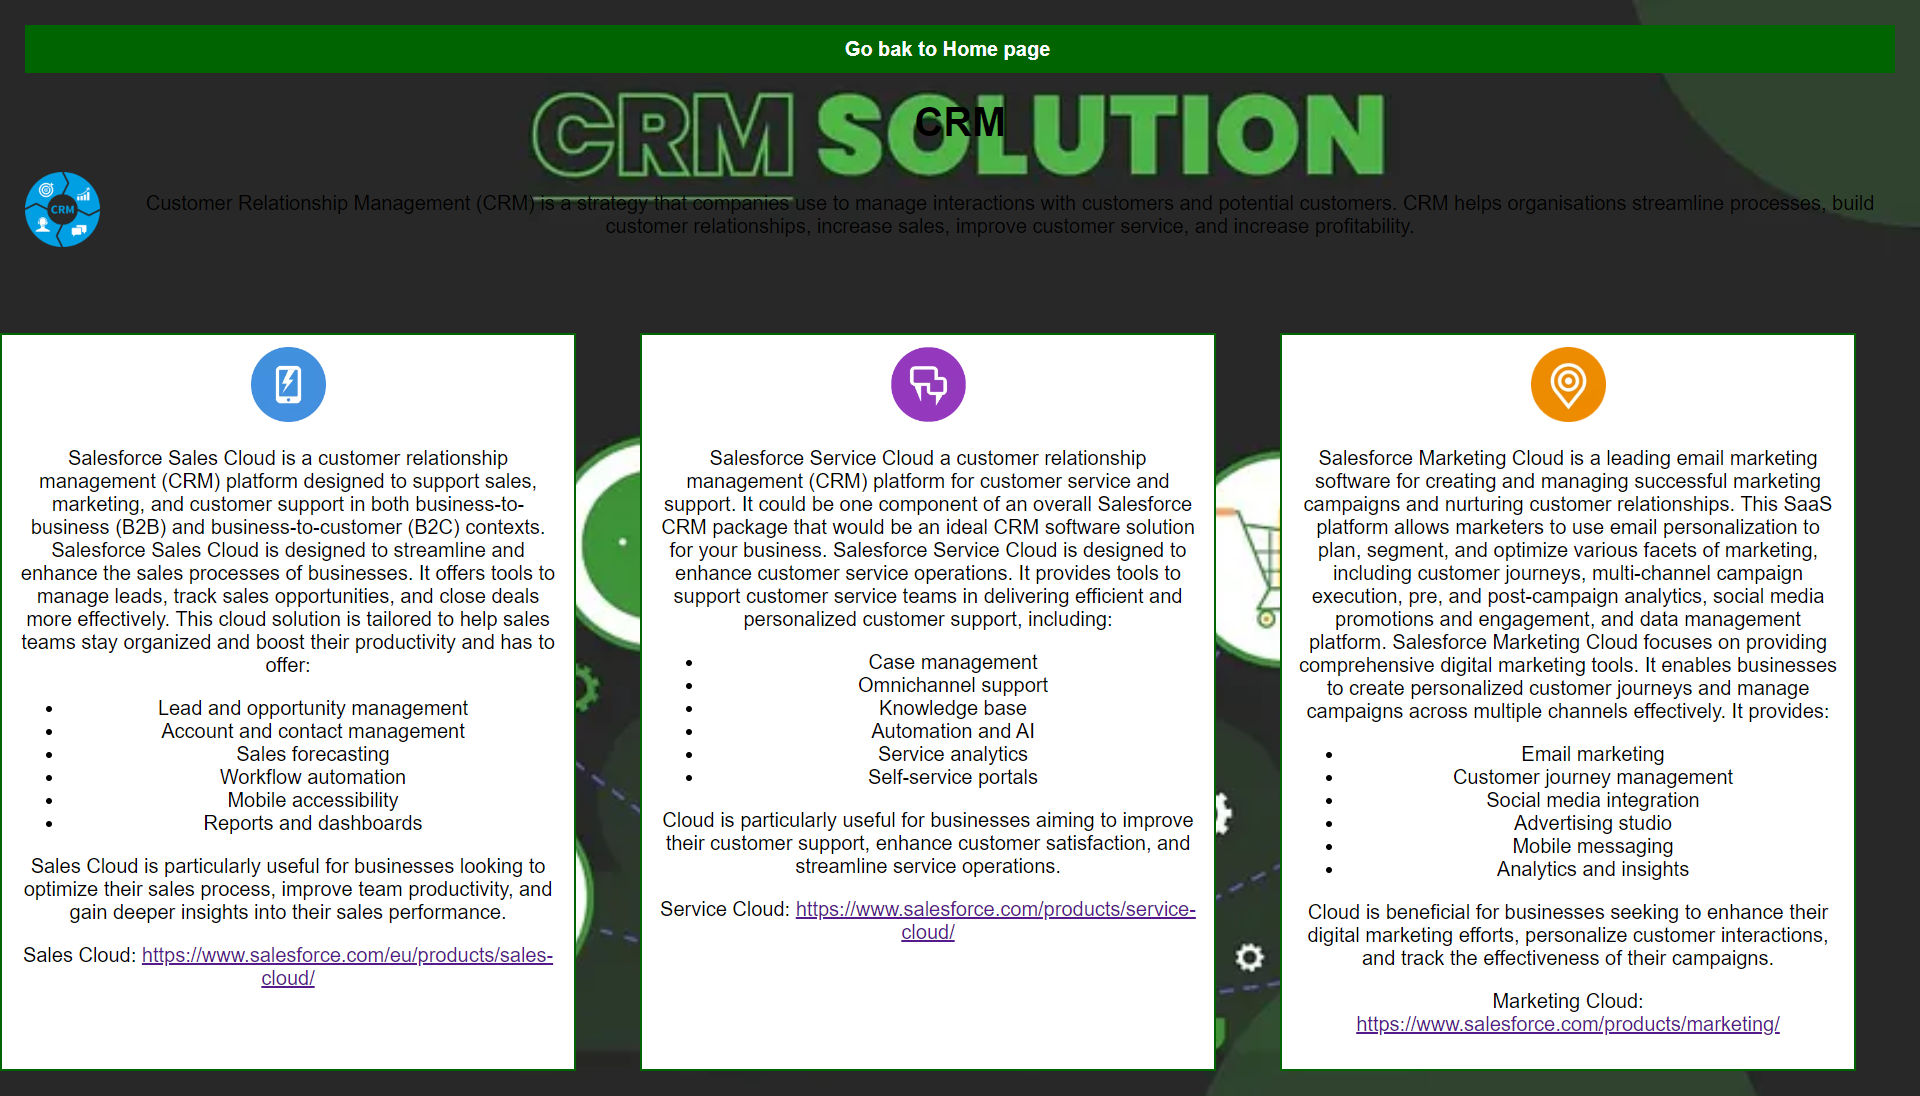 Go bak to Home page
CRM SOLUTION
CRM
CRM
Customer Relationship Management (CRM) is a strategy that companies use to manage interactions with customers and potential customers. CRM helps organisations streamline processes, build
customer relationships, increase sales, improve customer service, and increase profitability.
Salesforce Sales Cloud is a customer relationship
management (CRM) platform designed to support sales,
marketing, and customer support in both business-to-
business (B2B) and business-to-customer (B2C) contexts.
Salesforce Sales Cloud is designed to streamline and
enhance the sales processes of businesses. It offers tools to
manage leads, track sales opportunities, and close deals
more effectively. This cloud solution is tailored to help sales
teams stay organized and boost their productivity and has to
offer:
• Lead and opportunity management
• Account and contact management
• Sales forecasting
• Workflow automation
• Mobile accessibility
• Reports and dashboards
Sales Cloud is particularly useful for businesses looking to
optimize their sales process, improve team productivity, and
gain deeper insights into their sales performance.
Sales Cloud: https://www.salesforce.com/eu/products/sales-
cloud/
Salesforce Service Cloud a customer relationship
management (CRM) platform for customer service and
support. It could be one component of an overall Salesforce
CRM package that would be an ideal CRM software solution
for your business. Salesforce Service Cloud is designed to
enhance customer service operations. It provides tools to
support customer service teams in delivering efficient and
personalized customer support, including:
• Case management
• Omnichannel support
• Knowledge base
• Automation and AI
• Service analytics
• Self-service portals
Cloud is particularly useful for businesses aiming to improve
their customer support, enhance customer satisfaction, and
streamline service operations.
Service Cloud: https://www.salesforce.com/products/service-
cloud/
Salesforce Marketing Cloud is a leading email marketing
software for creating and managing successful marketing
campaigns and nurturing customer relationships. This SaaS
platform allows marketers to use email personalization to
plan, segment, and optimize various facets of marketing,
including customer journeys, multi-channel campaign
execution, pre, and post-campaign analytics, social media
promotions and engagement, and data management
platform. Salesforce Marketing Cloud focuses on providing
comprehensive digital marketing tools. It enables businesses
to create personalized customer journeys and manage
campaigns across multiple channels effectively. It provides:
• Email marketing
• Customer journey management
• Social media integration
• Advertising studio
• Mobile messaging
• Analytics and insights
Cloud is beneficial for businesses seeking to enhance their
digital marketing efforts, personalize customer interactions,
and track the effectiveness of their campaigns.
Marketing Cloud:
https://www.salesforce.com/products/marketing/